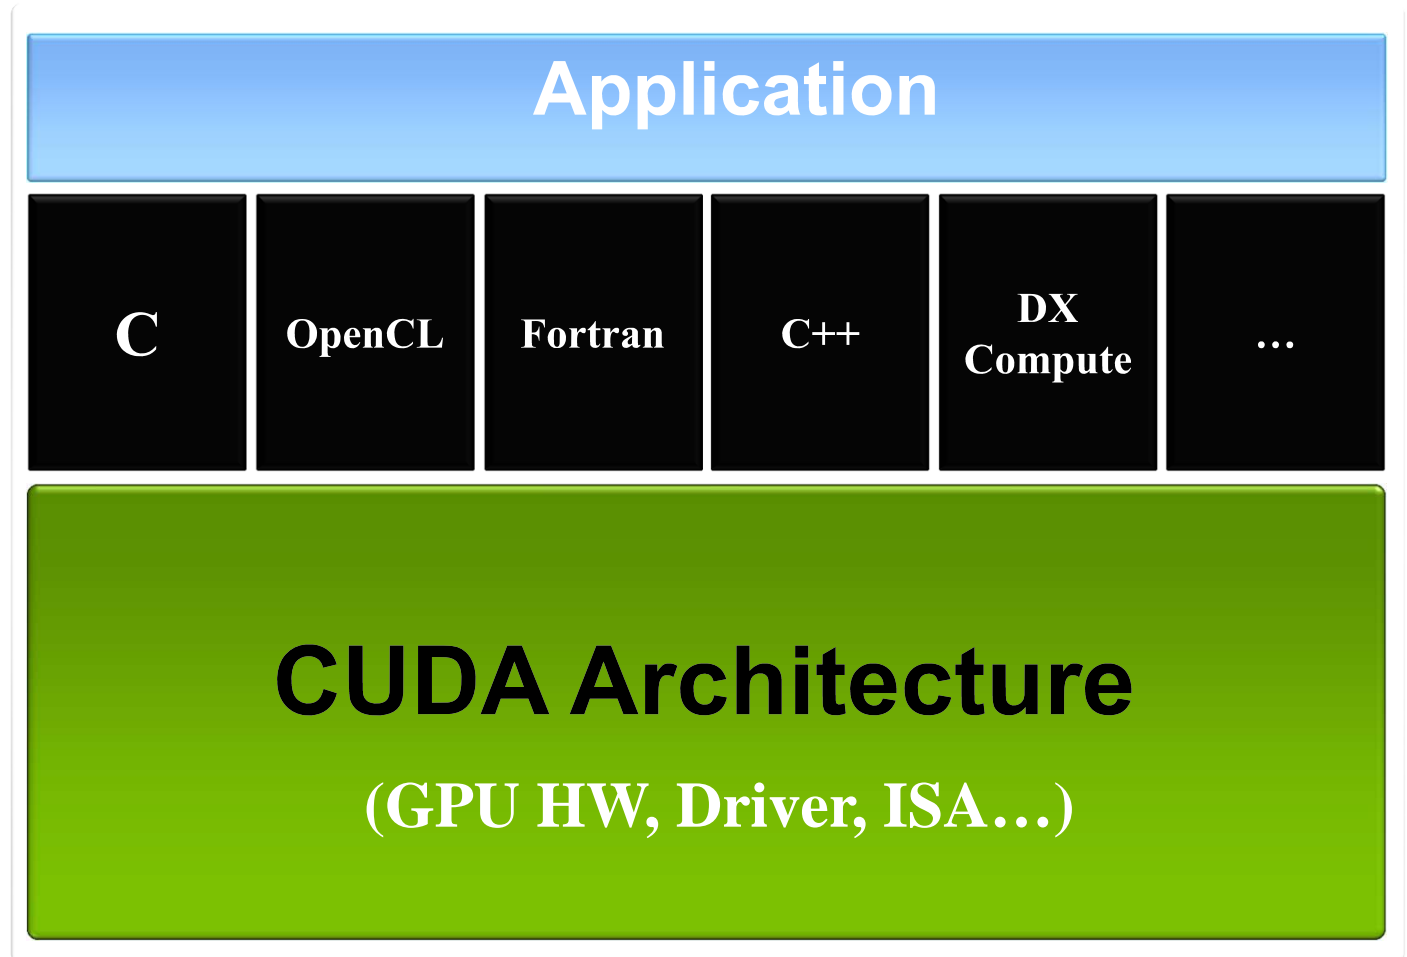 Application
C
OpenCL
Fortran
C++
DX
Compute
...
CUDA Architecture
(GPU HW, Driver, ISA...)